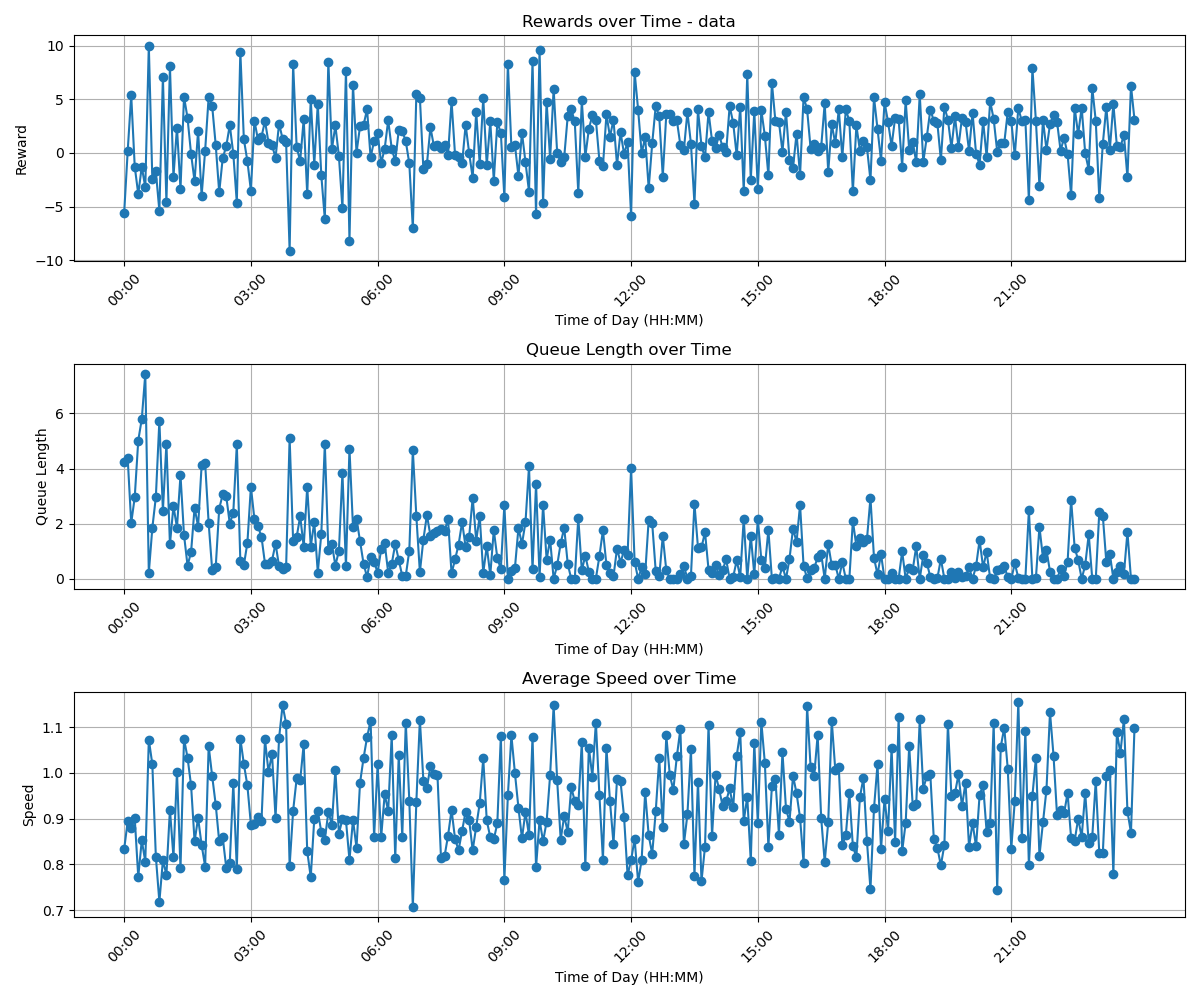 Rewards over Time - data
Reward
10
5
0
−5
−10
00:00 03:00 06:00 09:00 12:00 15:00 18:00 21:00
Time of Day (HH:MM)
Queue Length over Time
Queue Length
6
4
2
0
00:00 03:00 06:00 09:00 12:00 15:00 18:00 21:00
Time of Day (HH:MM)
Average Speed over Time
Speed
1.1
1.0
0.9
0.8
0.7
00:00 03:00 06:00 09:00 12:00 15:00 18:00 21:00
Time of Day (HH:MM)